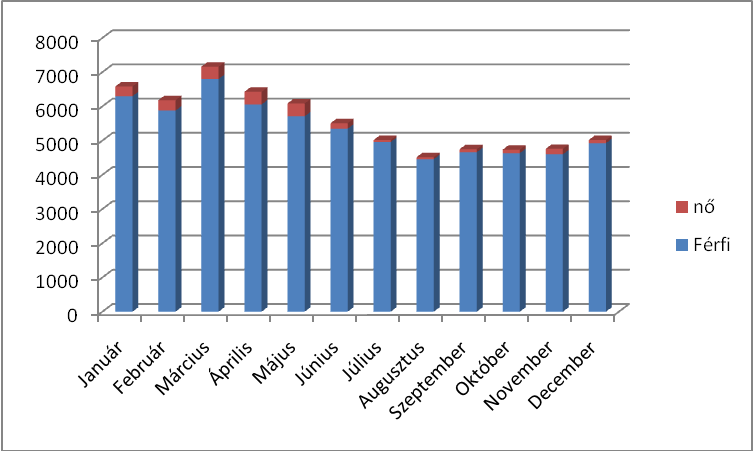 8000
7000
6000
5000
4000
3000
2000
1000
0
Január
Február
Március
Április
Május
Június
Július
Augusztus
Szeptember
Október
November
December
nő
Férfi